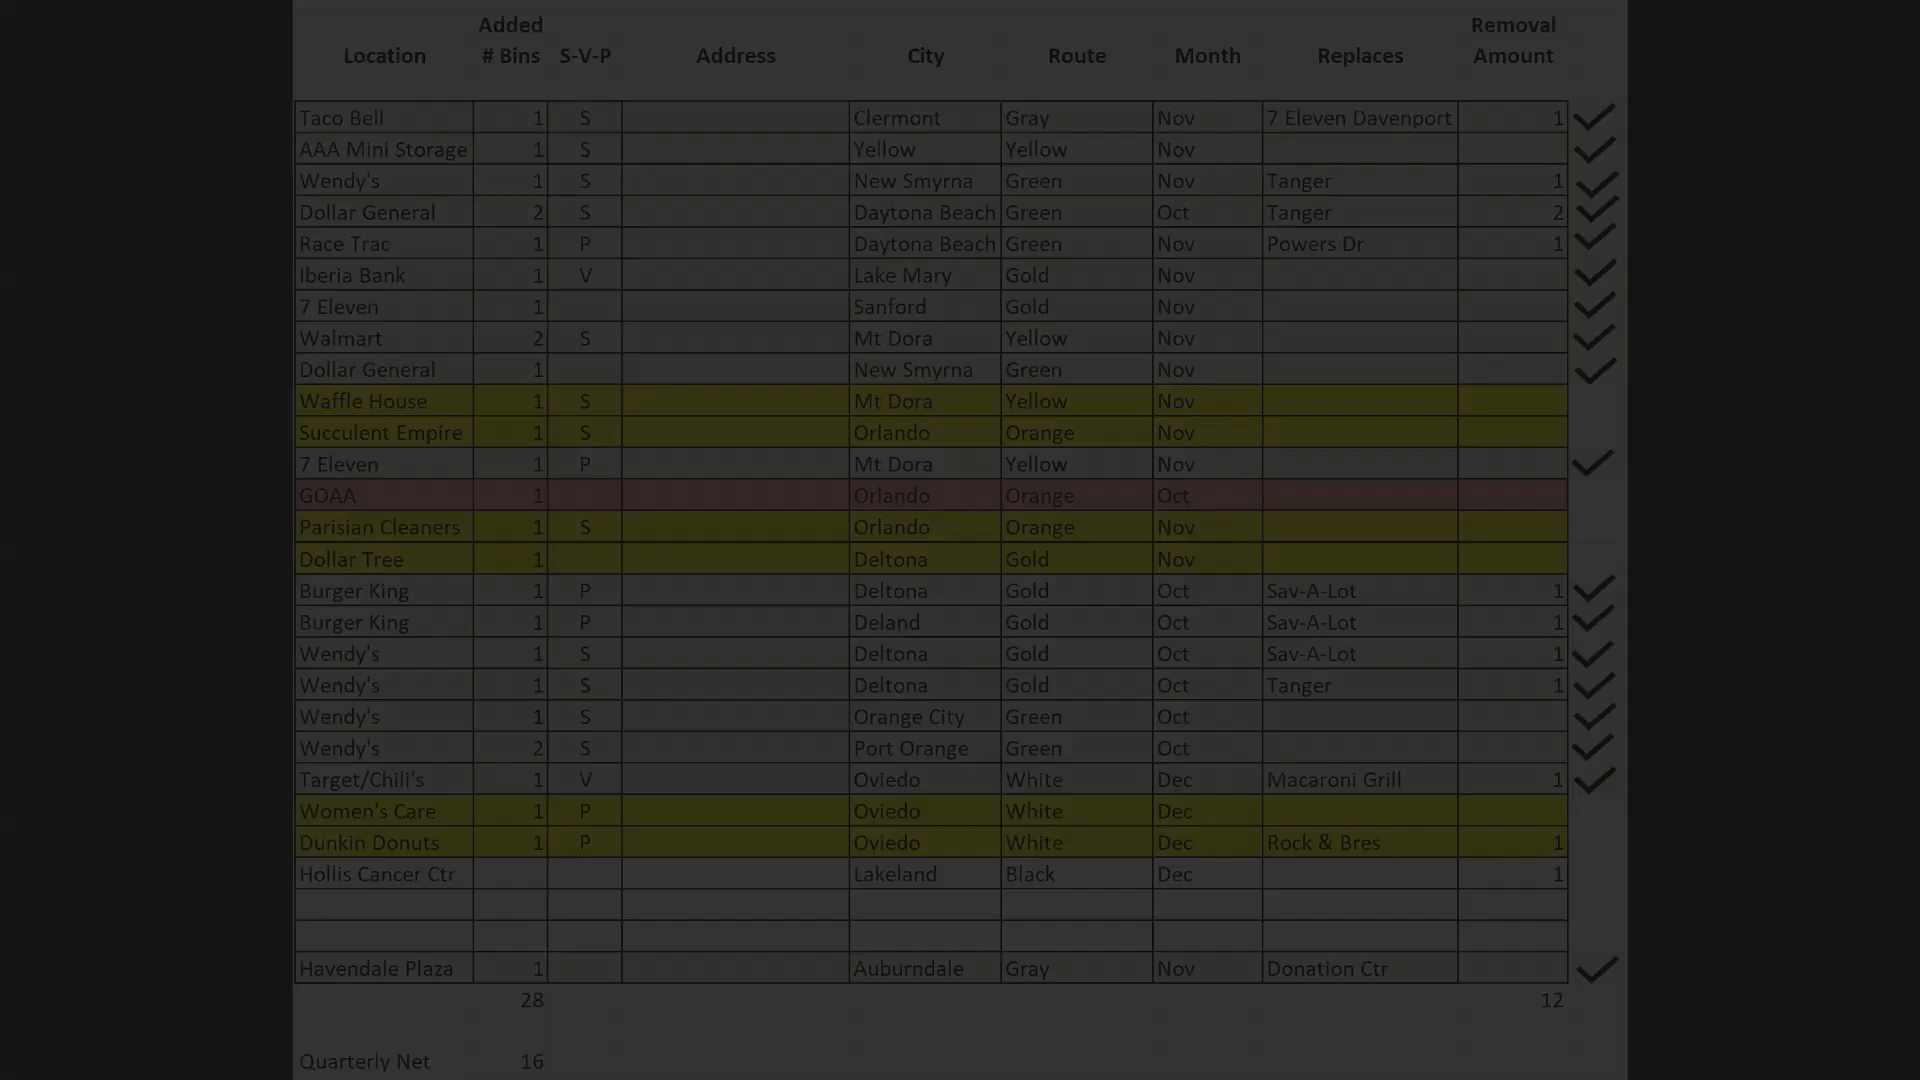 Added Removal
Location # Bins S-V-P Address City Route Month Replaces Amount
Taco Bell 1 S Clermont Gray Nov 7 Eleven Davenport 1
AAA Mini Storage 1 S Yellow Yellow Nov
Wendy's 1 S New Smyrna Green Nov Tanger 1
Dollar General 2 S Daytona Beach Green Oct Tanger 2
Race Trac 1 P Daytona Beach Green Nov Powers Dr 1
Iberia Bank 1 V Lake Mary Gold Nov
7 Eleven 1 Sanford Gold Nov
Walmart 2 S Mt Dora Yellow Nov
Dollar General 1 New Smyrna Green Nov
Waffle House 1 S Mt Dora Yellow Nov
Succulent Empire 1 S Orlando Orange Nov
7 Eleven 1 P Mt Dora Yellow Nov
GOAA 1 Orlando Orange Oct
Parisian Cleaners 1 S Orlando Orange Nov
Dollar Tree 1 Deltona Gold Nov
Burger King 1 P Deltona Gold Oct Sav-A-Lot 1
Burger King 1 P Deland Gold Oct Sav-A-Lot 1
Wendy's 1 S Deltona Gold Oct Sav-A-Lot 1
Wendy's 1 S Deltona Gold Oct Tanger 1
Wendy's 1 S Orange City Green Oct
Wendy's 2 S Port Orange Green Oct
Target/Chili's 1 V Oviedo White Dec Macaroni Grill 1
Women's Care 1 P Oviedo White Dec
Dunkin Donuts 1 P Oviedo White Dec Rock & Bres 1
Hollis Cancer Ctr Lakeland Black Dec 1
Havendale Plaza 1 Auburndale Gray Nov Donation Ctr
28 12
Quarterly Net 16